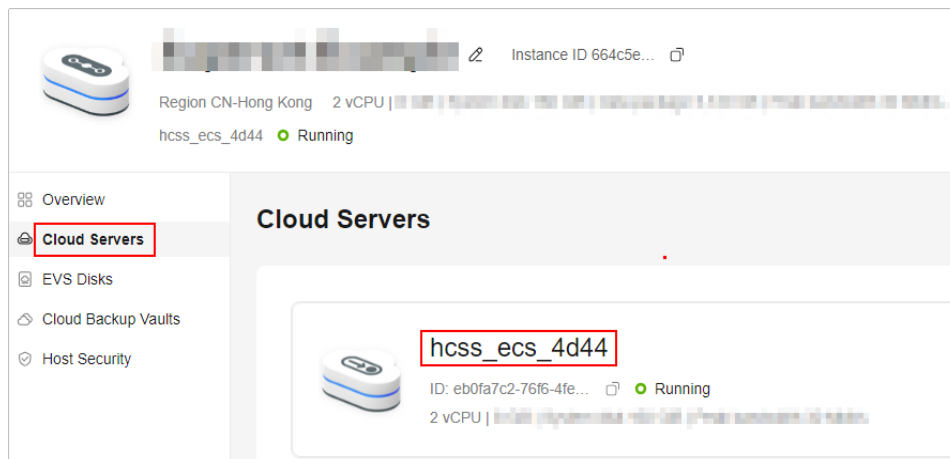 Instance ID 664c5e...
Region CN-Hong Kong 2 vCPU |
hcss_ecs_4d44 Running
Overview
Cloud Servers
EVS Disks
Cloud Backup Vaults
Host Security
Cloud Servers
hcss_ecs_4d44
ID: eb0fa7c2-76f6-4fe... Running
2 vCPU |